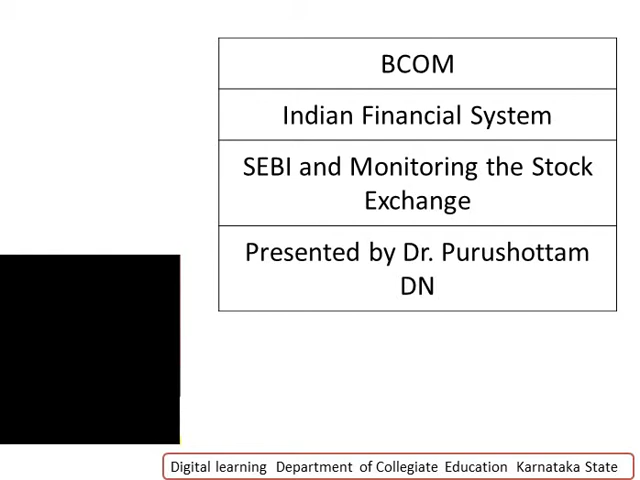 BCOM
Indian Financial System
SEBI and Monitoring the Stock
Exchange
Presented by Dr. Purushottam
DN
Digital learning Department of Collegiate Education Karnataka State